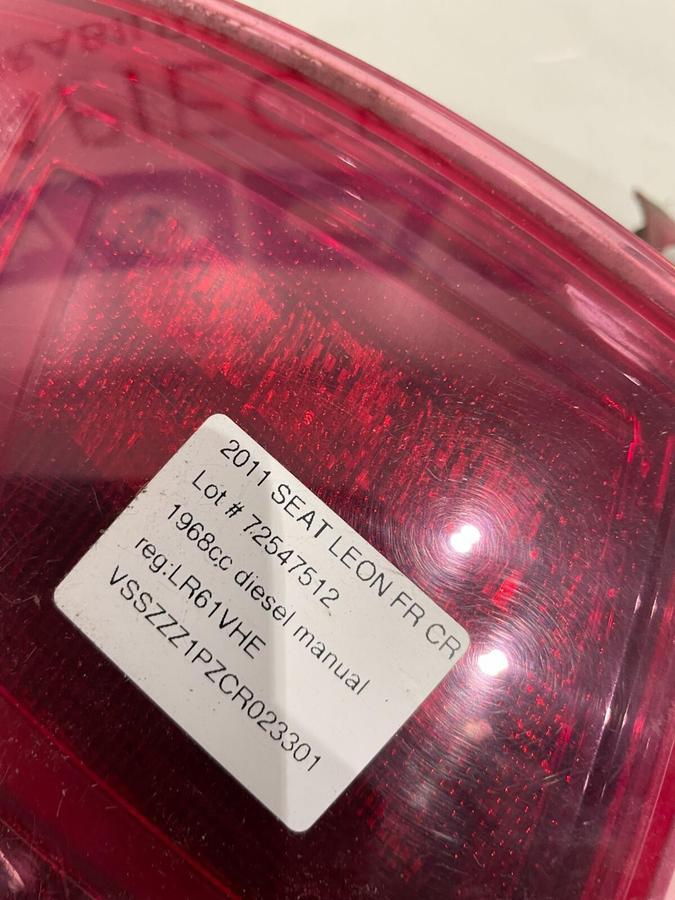 2011 SEAT LEON FR CR
Lot # 72547512
1968cc diesel manual
reg:LR61VHE
VSSZZZ1PZCR023301